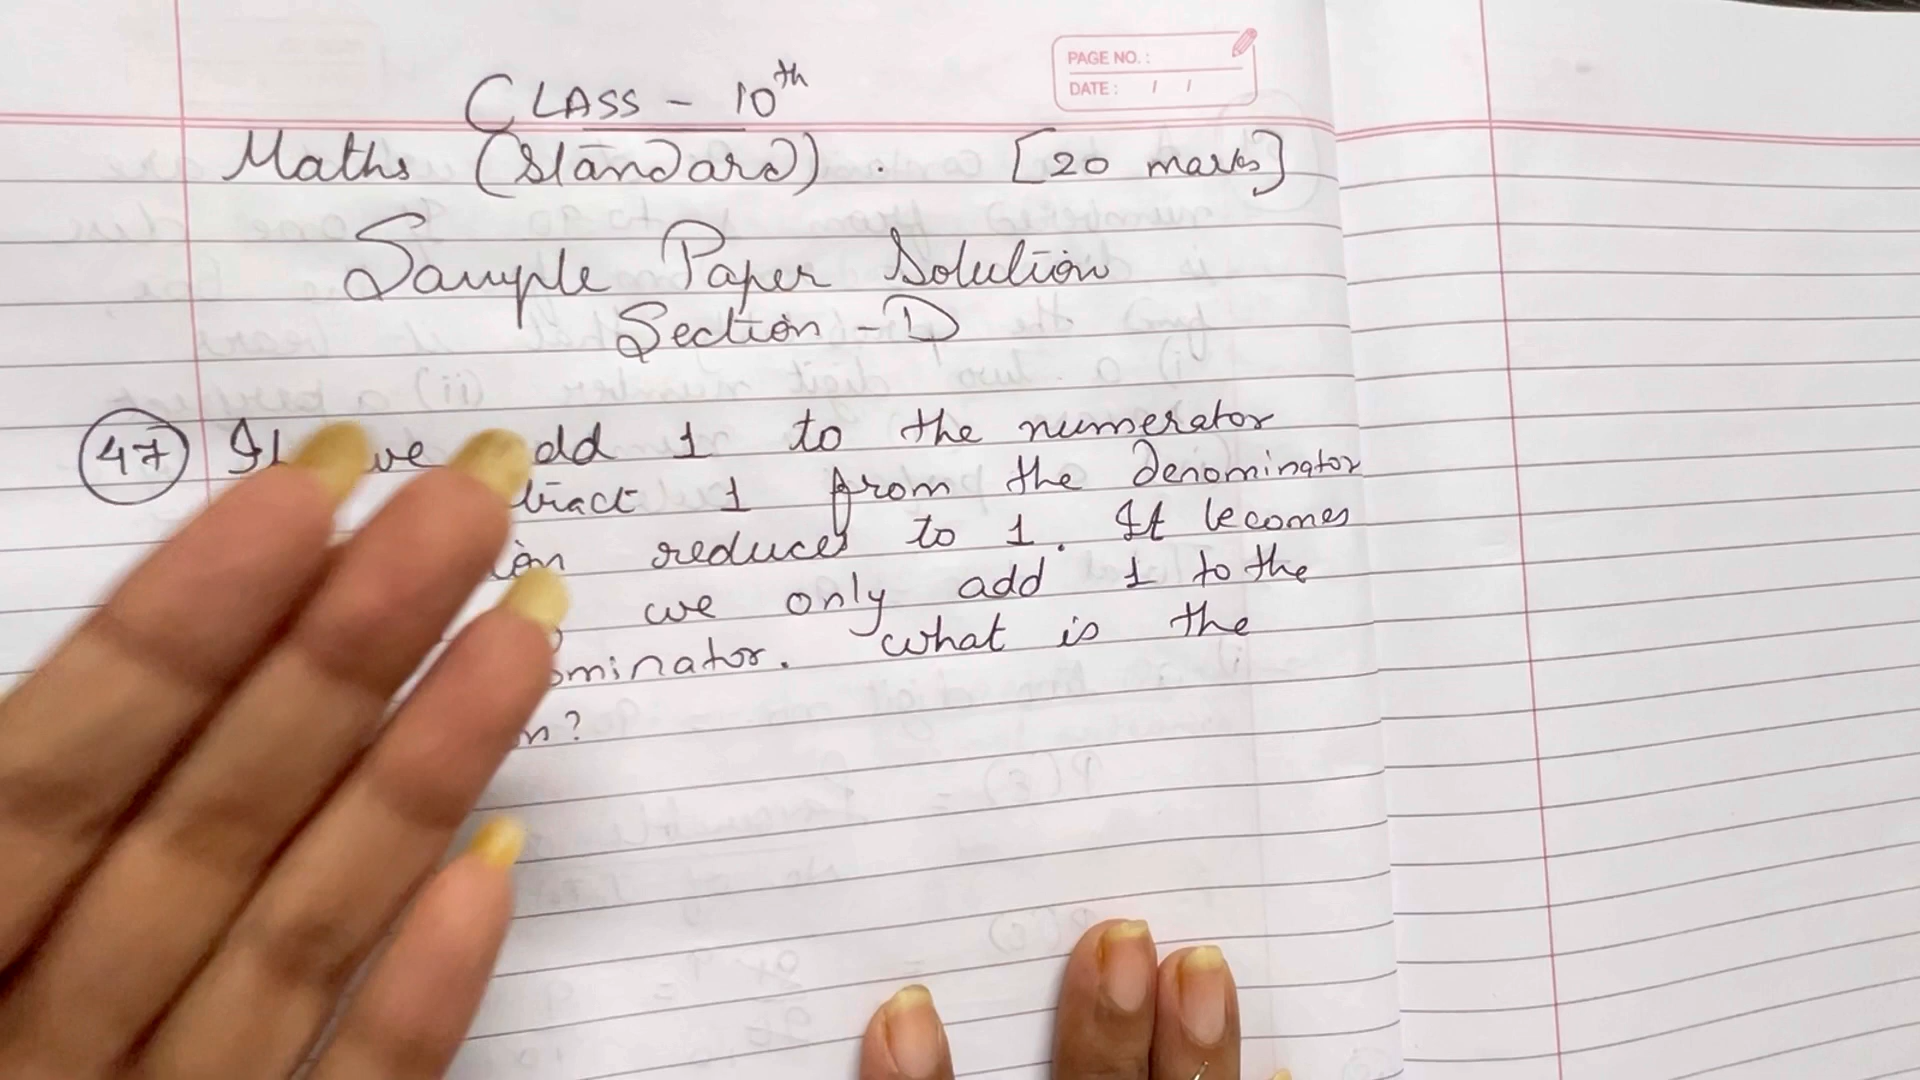 PAGE NO. :
DATE : / /
CLASS - 10th
Maths (Standard). [20 marks]
Sample Paper Solution
Section - D
47 add 1 to the numerator
1 from the denominator
reduces to 1. It becomes
we only add 1 to the
What is the